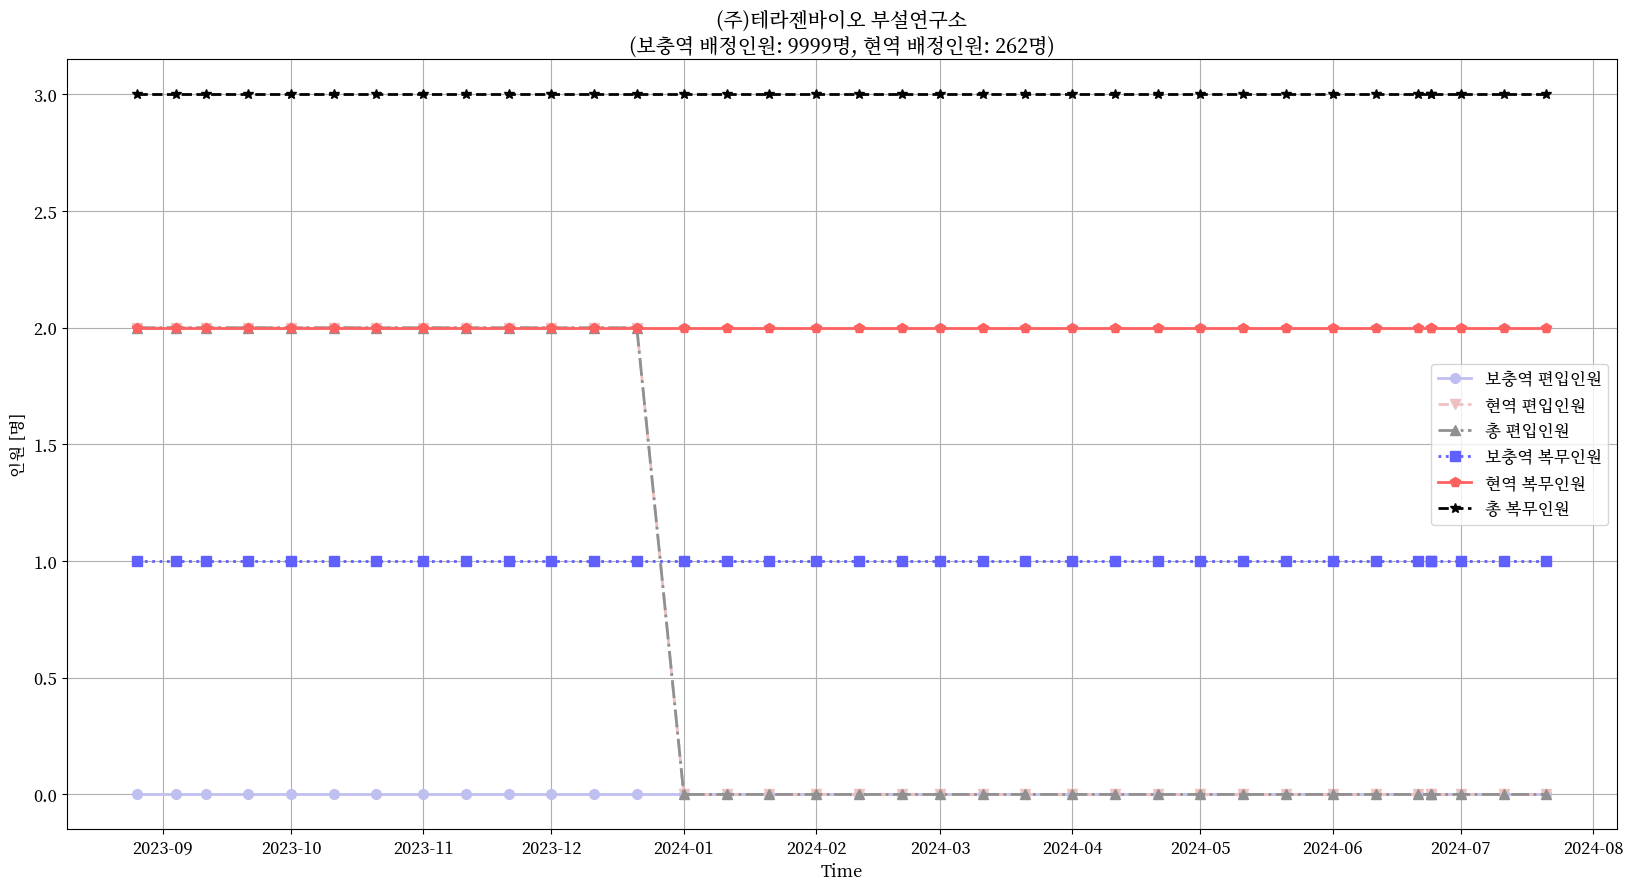 (주)테라젠바이오 부설연구소
(보충역 배정인원: 9999명, 현역 배정인원: 262명)
인원 [명]
3.0
2.5
2.0
1.5
1.0
0.5
0.0
보충역 편입인원
현역 편입인원
총 편입인원
보충역 복무인원
현역 복무인원
총 복무인원
2023-09 2023-10 2023-11 2023-12 2024-01 2024-02 2024-03 2024-04 2024-05 2024-06 2024-07 2024-08
Time